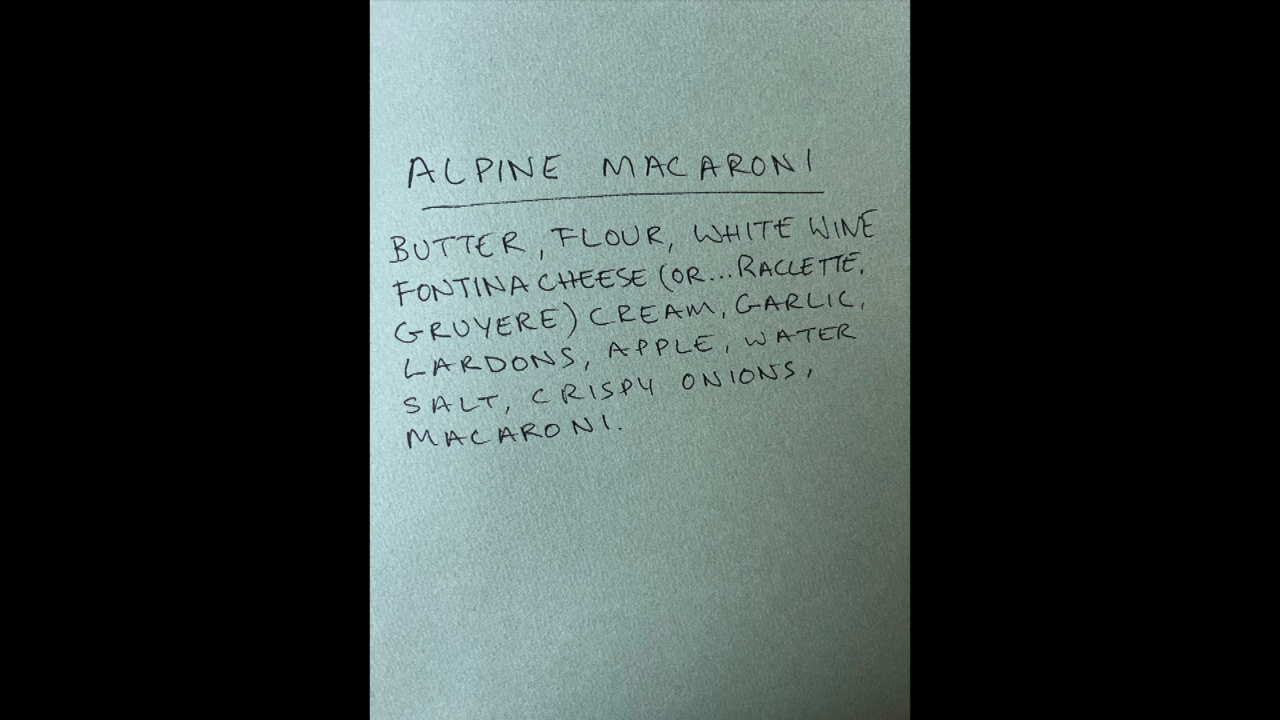 ALPINE MACARONI
BUTTER, FLOUR, WHITE WINE
FONTINA CHEESE (OR...RACLETTE,
GRUYERE) CREAM, GARLIC,
LARDONS, APPLE, WATER
SALT, CRISPY ONIONS,
MACARONI.